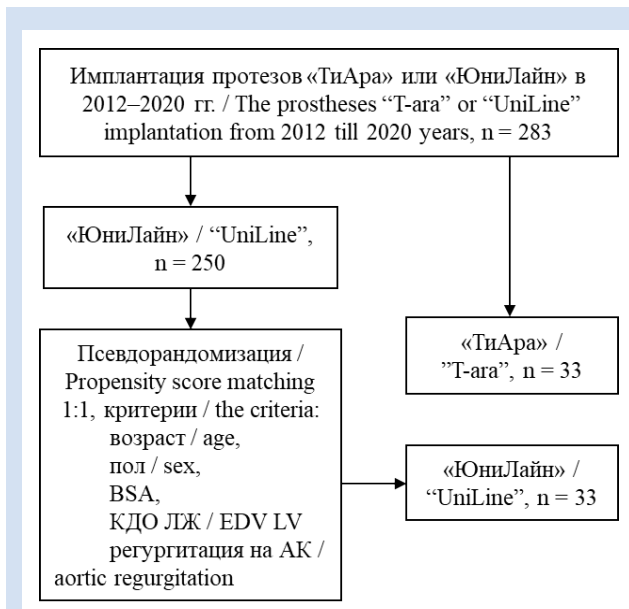 Имплантация протезов «ТиАра» или «ЮниЛайн» в
2012–2020 гг. / The prostheses “T-ara” or “UniLine”
implantation from 2012 till 2020 years, n = 283
«ЮниЛайн» / “UniLine”,
n = 250
Псевдорандомизация /
Propensity score matching
1:1, критерии / the criteria:
возраст / age,
пол / sex,
BSA,
КДО ЛЖ / EDV LV
регургитация на АК /
aortic regurgitation
«ТиАра» /
”T-ara”, n = 33
«ЮниЛайн» /
“UniLine”, n = 33